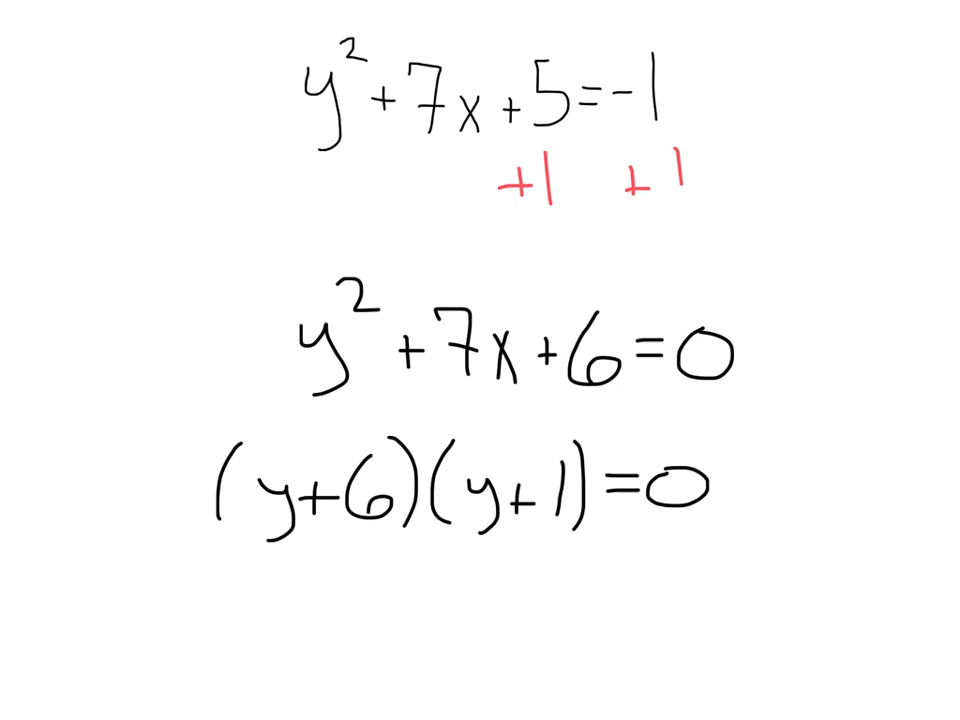 y² + 7x + 5 = -1
+1 +1
y² + 7x + 6 = 0
(y+6)(y+1) = 0